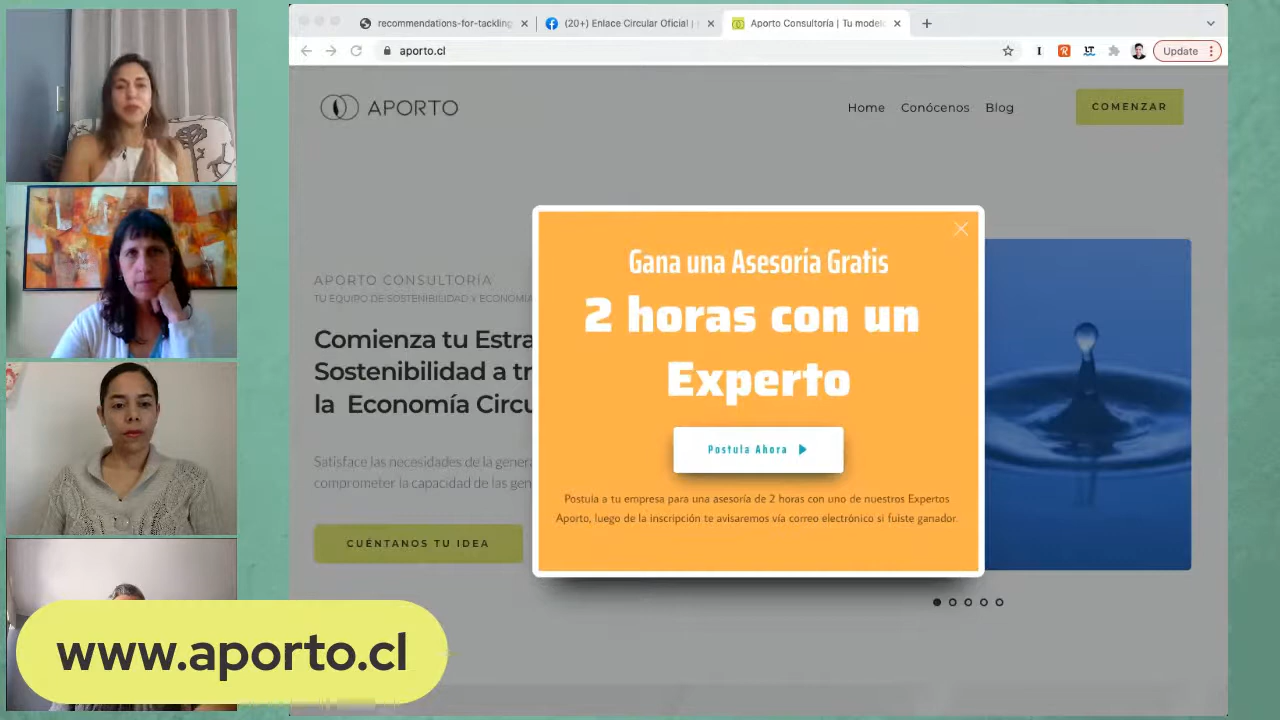 recommendations-for-tackling
(20+) Enlace Circular Oficial |
Aporto Consultoría | Tu mode
aporto.cl
Update
APORTO
Home
Conócenos
Blog
COMENZAR
APORTO CONSULTORÍA
TU EQUIPO DE SOSTENIBILIDAD Y ECONOMÍA
Comienza tu Estra
Sostenibilidad a tr
la Economía Circu
Satisface las necesidades de la gener
comprometer la capacidad de las gen
CUÉNTANOS TU IDEA
Gana una Asesoría Gratis
2 horas con un
Experto
Postula Ahora
Postula a tu empresa para una asesoría de 2 horas con uno de nuestros Expertos
Aporto, luego de la inscripción te avisaremos vía correo electrónico si fuiste ganador.
www.aporto.cl